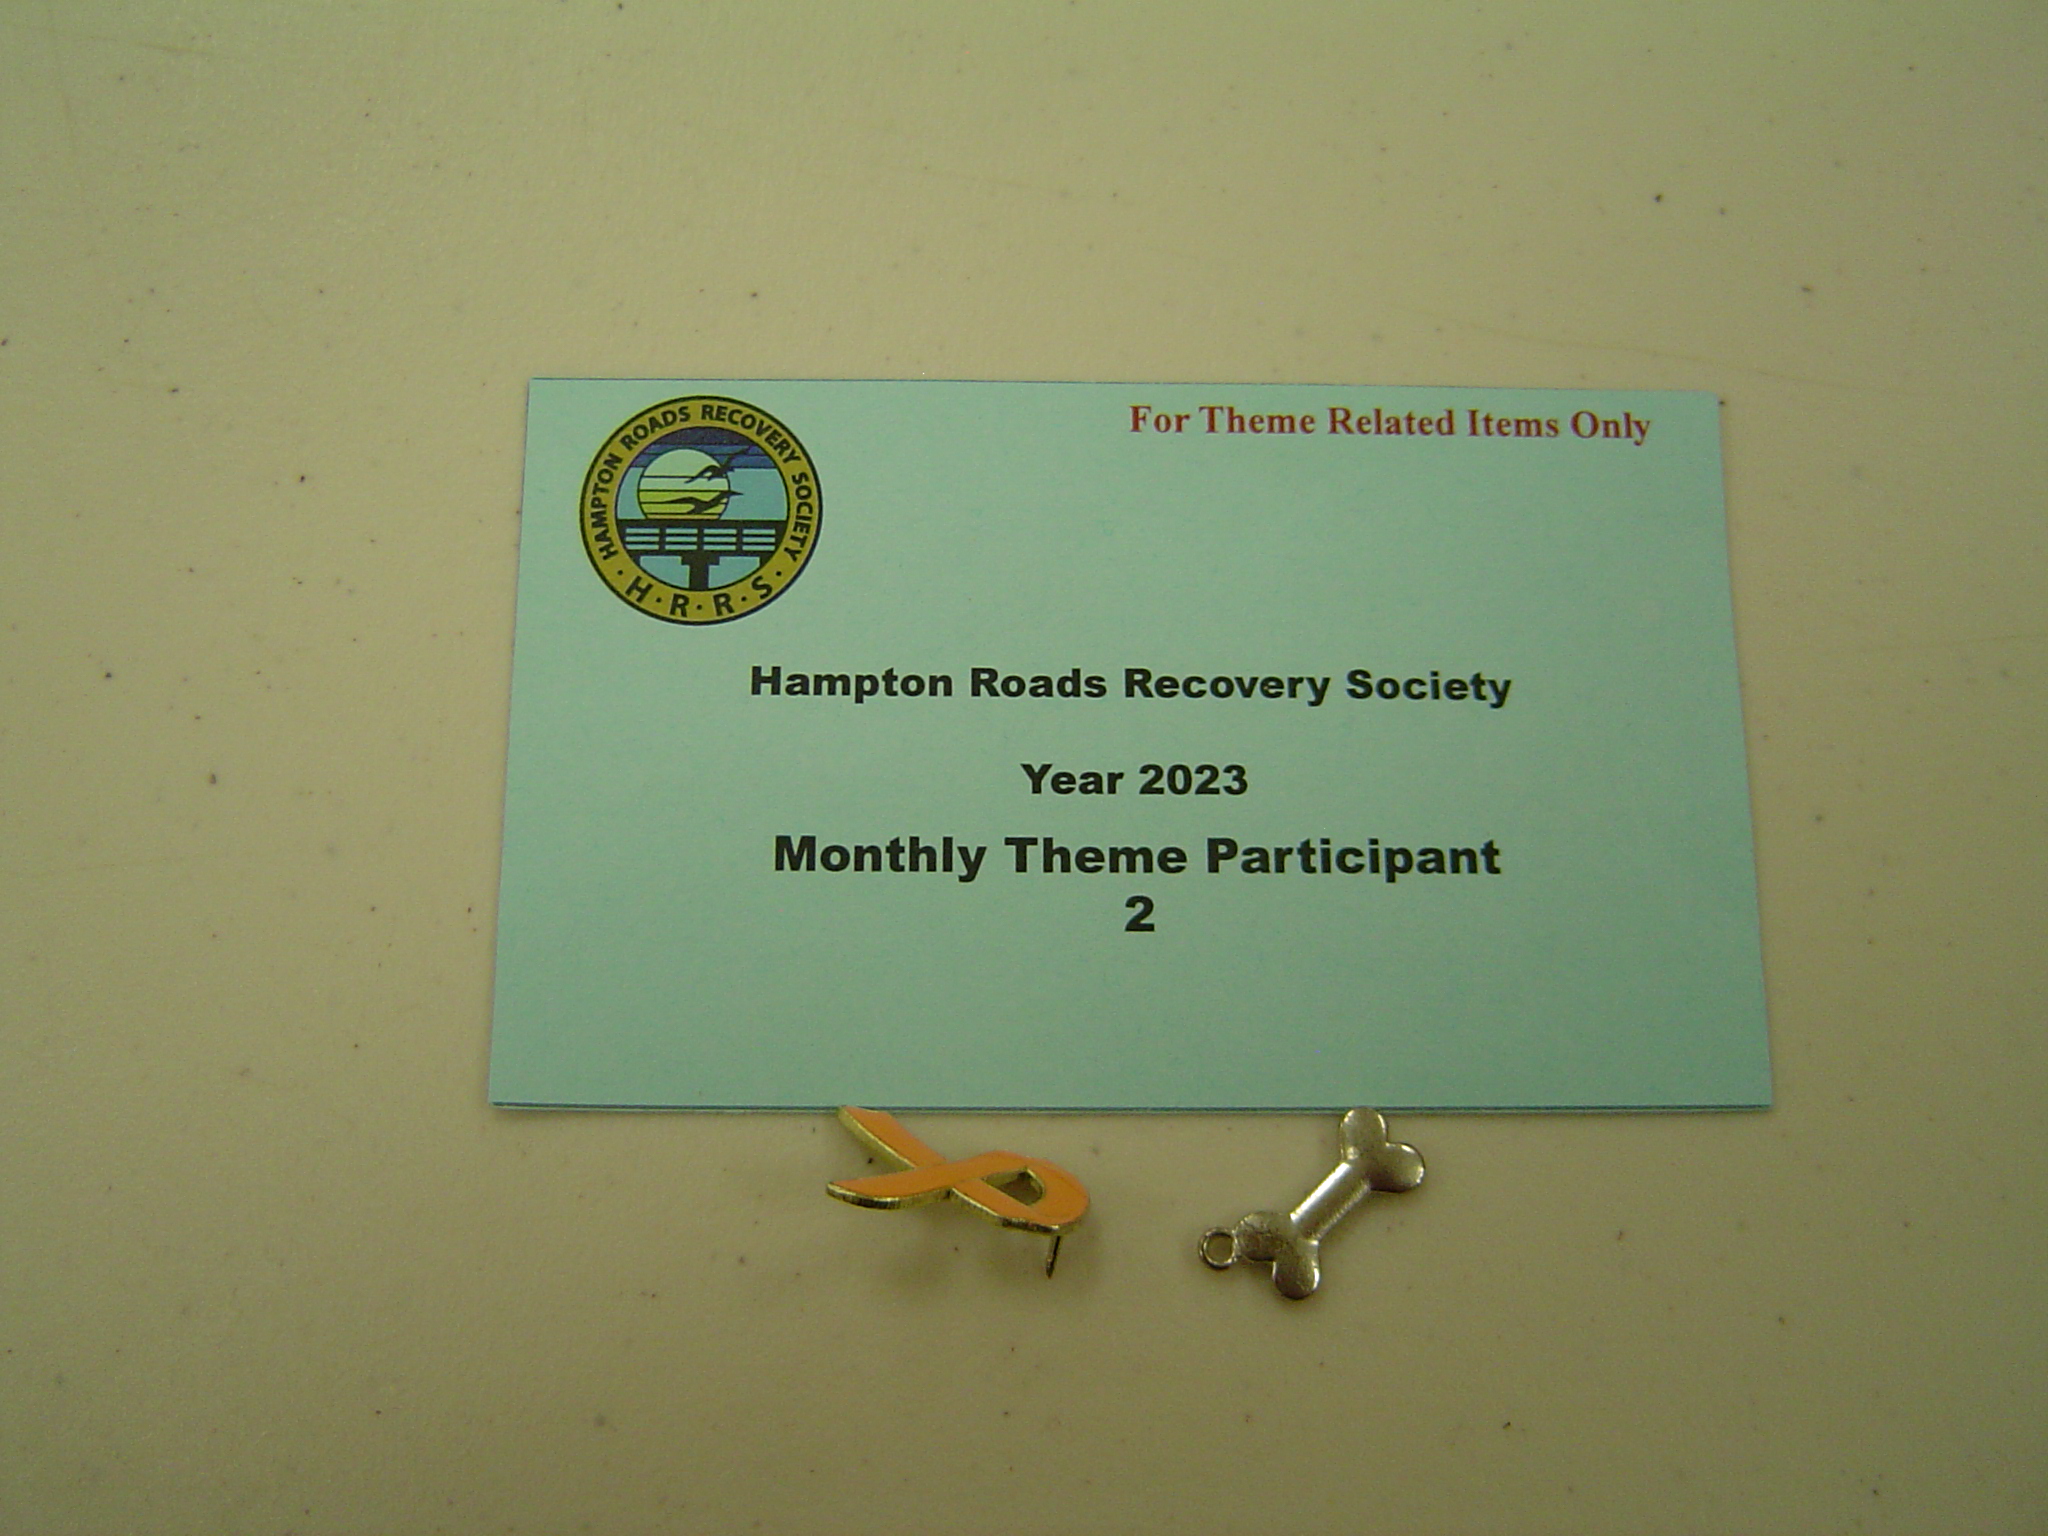 HAMPTON ROADS RECOVERY SOCIETY
· H · R · R · S ·
For Theme Related Items Only
Hampton Roads Recovery Society
Year 2023
Monthly Theme Participant
2